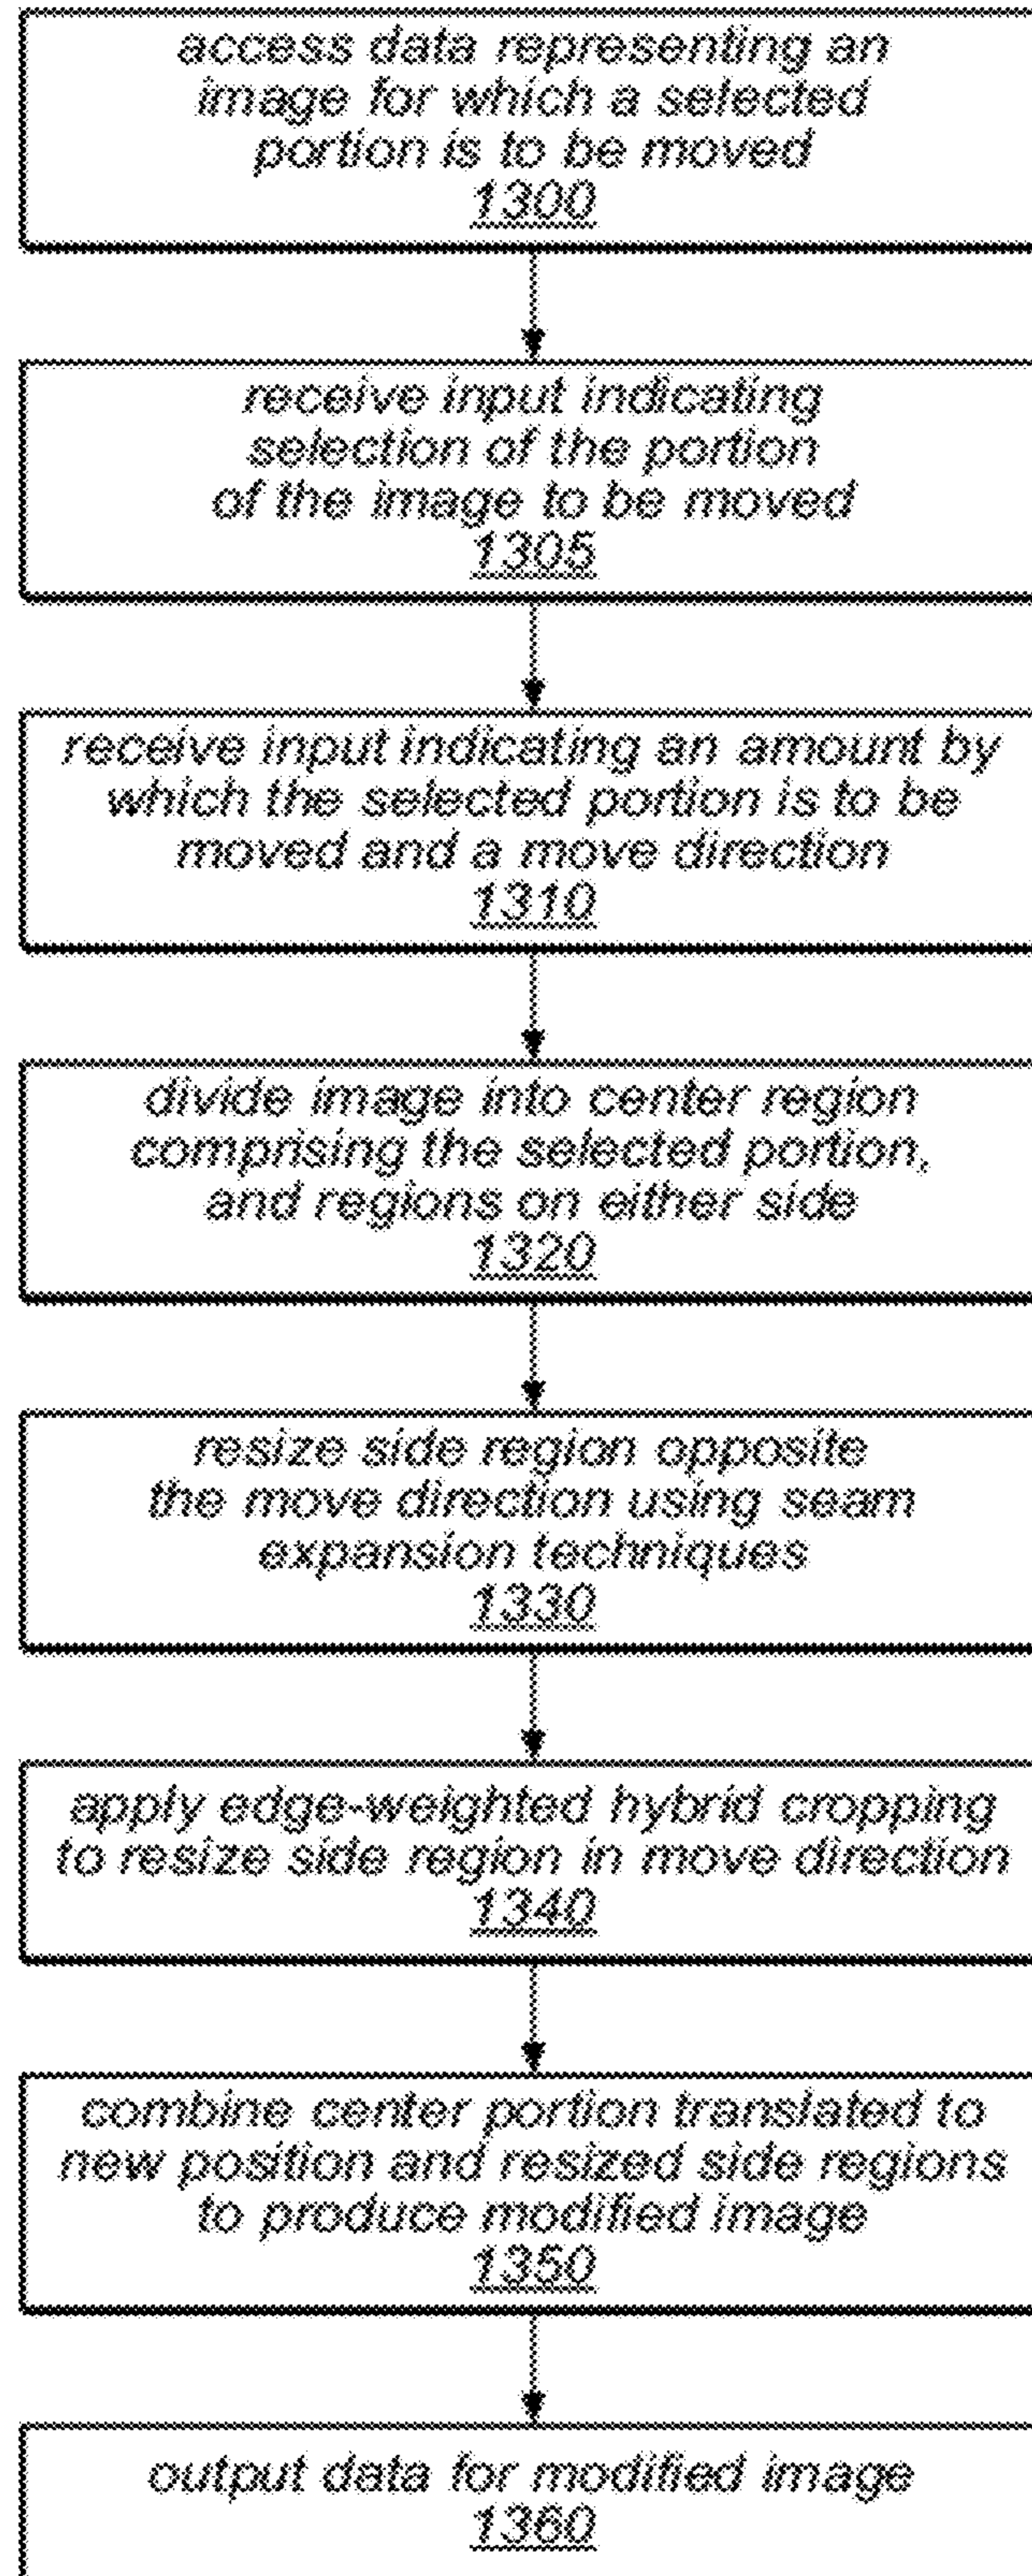 access data representing an
image for which a selected
portion is to be moved
1300
receive input indicating
selection of the portion
of the image to be moved
1305
receive input indicating an amount by
which the selected portion is to be
moved and a move direction
1310
divide image into center region
comprising the selected portion,
and regions on either side
1320
resize side region opposite
the move direction using seam
expansion techniques
1330
apply edge-weighted hybrid cropping
to resize side region in move direction
1340
combine center portion translated to
new position and resized side regions
to produce modified image
1350
output data for modified image
1360